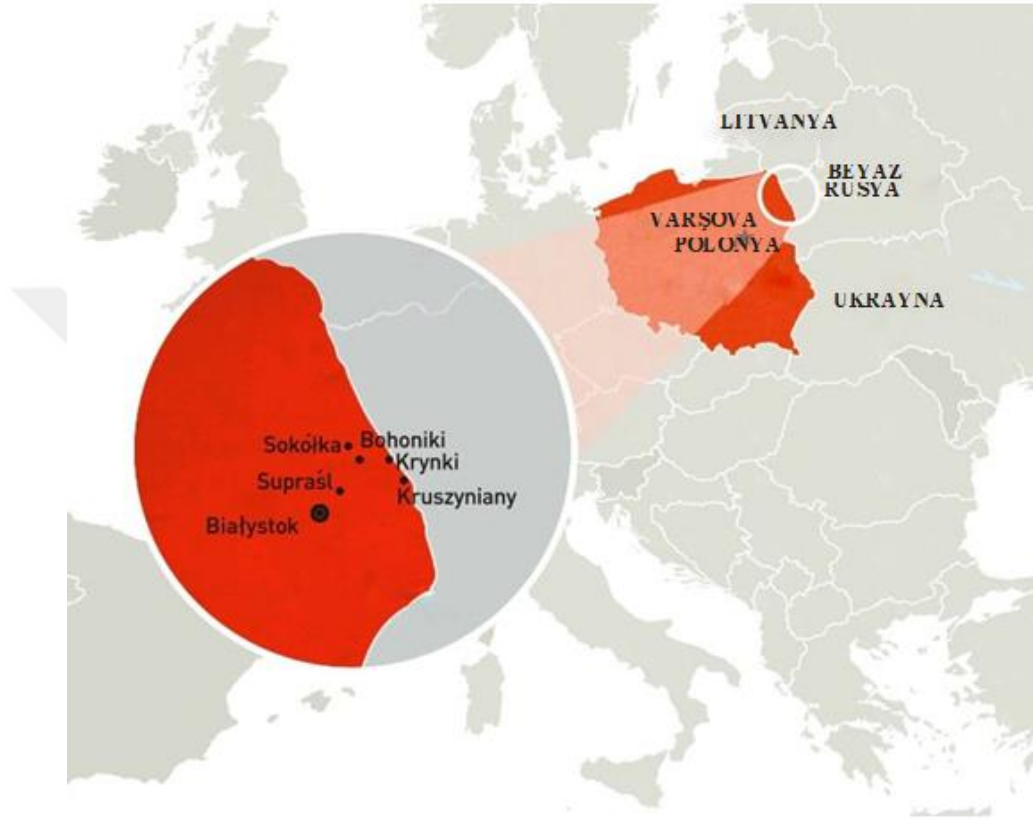 LITVANYA
BEYAZ
RUSYA
VARŞOVA
POLONYA
UKRAYNA
Sokółka
Bohoniki
Krynki
Supraśl
Kruszyniany
Białystok